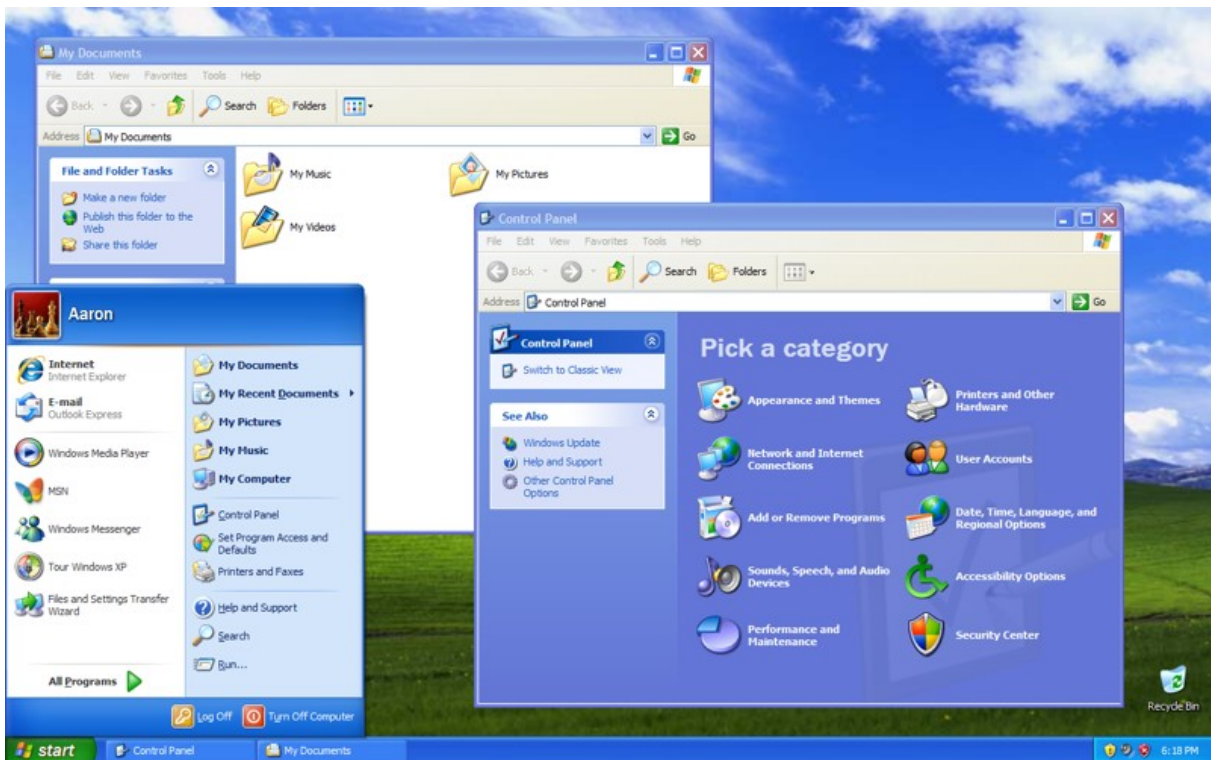 My Documents
File Edit View Favorites Tools Help
Back Search Folders
Address My Documents Go
File and Folder Tasks
Make a new folder
Publish this folder to the
Web
Share this folder
My Music
My Pictures
My Videos
Control Panel
File Edit View Favorites Tools Help
Back Search Folders
Address Control Panel Go
Control Panel
Switch to Classic View
See Also
Windows Update
Help and Support
Other Control Panel
Options
Pick a category
Appearance and Themes
Printers and Other
Hardware
Network and Internet
Connections
User Accounts
Add or Remove Programs
Date, Time, Language, and
Regional Options
Sounds, Speech, and Audio
Devices
Accessibility Options
Performance and
Maintenance
Security Center
Aaron
Internet
Internet Explorer
E-mail
Outlook Express
Windows Media Player
MSN
Windows Messenger
Tour Windows XP
Files and Settings Transfer
Wizard
All Programs
My Documents
My Recent Documents
My Pictures
My Music
My Computer
Control Panel
Set Program Access and
Defaults
Printers and Faxes
Help and Support
Search
Run...
Log Off Turn Off Computer
Recycle Bin
start Control Panel My Documents 6:18 PM